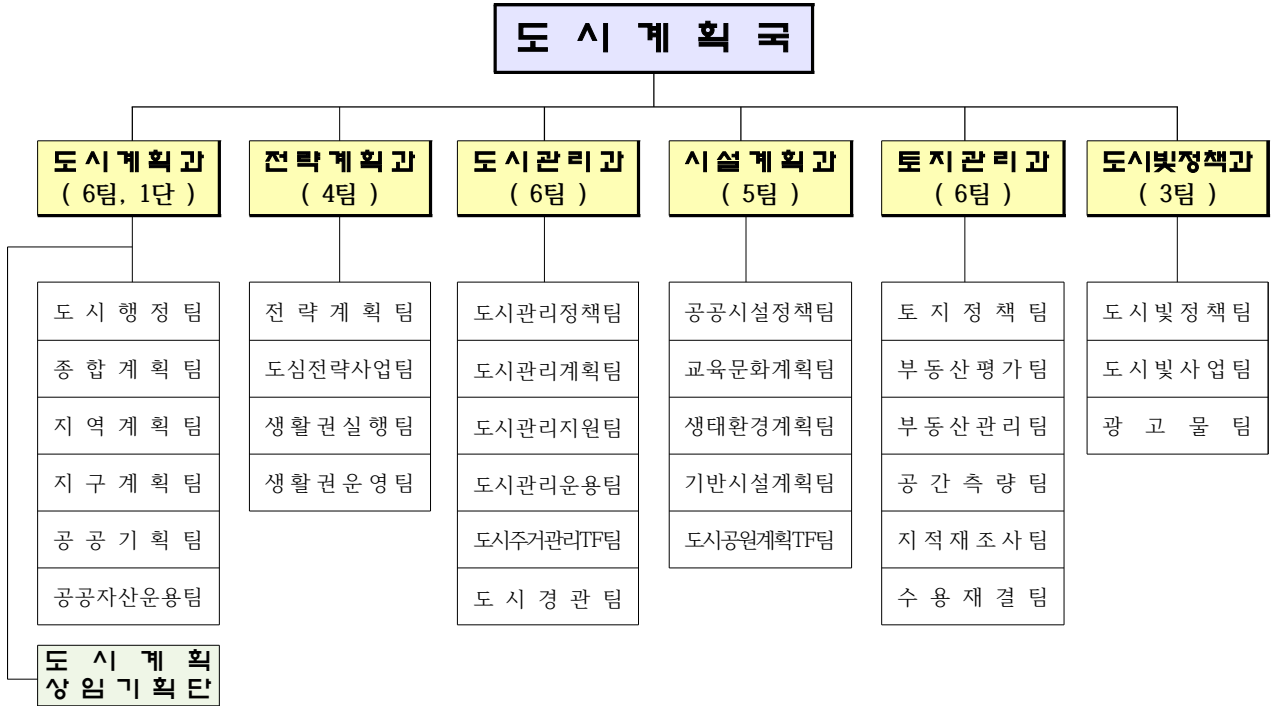 도시계획국
도시계획과
( 6팀, 1단 )
도시행정팀
종합계획팀
지역계획팀
지구계획팀
공공기획팀
공공자산운용팀
도시계획
상임기획단
전략계획과
( 4팀 )
전략계획팀
도심전략사업팀
생활권실행팀
생활권운영팀
도시관리과
( 6팀 )
도시관리정책팀
도시관리계획팀
도시관리지원팀
도시관리운용팀
도시주거관리TF팀
도시경관팀
시설계획과
( 5팀 )
공공시설정책팀
교육문화계획팀
생태환경계획팀
기반시설계획팀
도시공원계획TF팀
토지관리과
( 6팀 )
토지정책팀
부동산평가팀
부동산관리팀
공간측량팀
지적재조사팀
수용재결팀
도시빛정책과
( 3팀 )
도시빛정책팀
도시빛사업팀
광고물팀